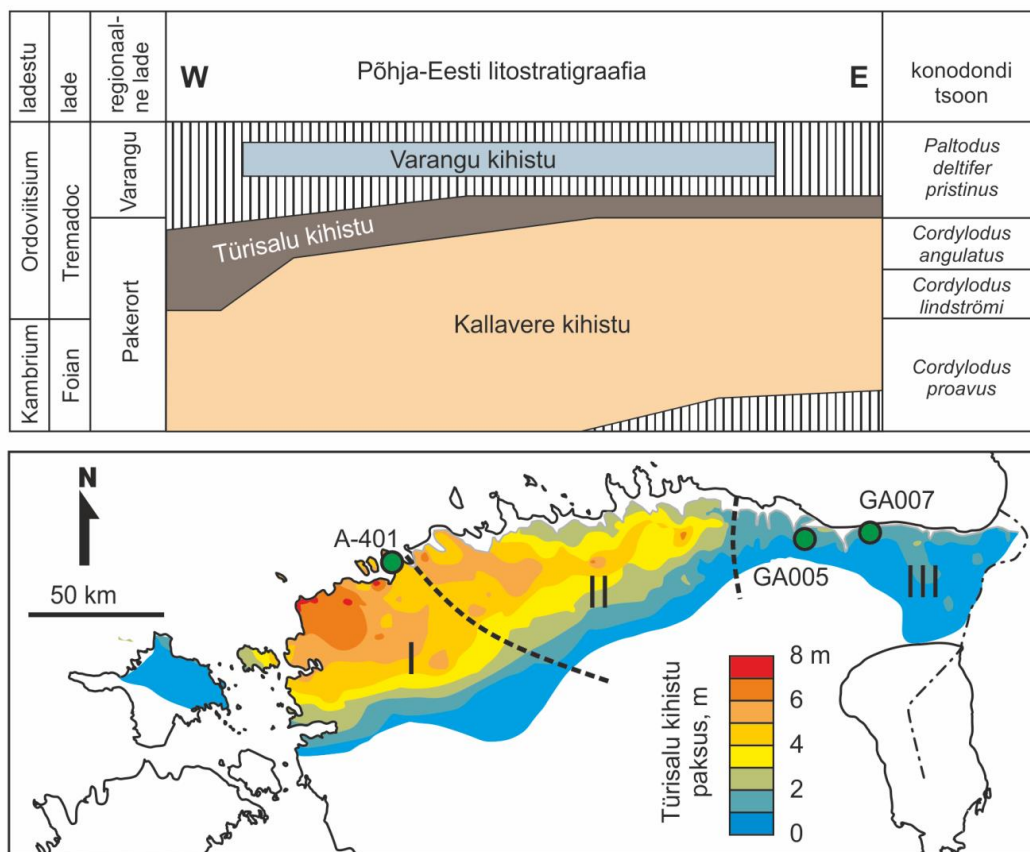 ladestu
lade
regionaal-
ne lade
W
Põhja-Eesti litostratigraafia
E
konodondi
tsoon
Ordoviitsium
Tremadoc
Varangu
Varangu kihistu
Paltodus
deltifer
pristinus
Türisalu kihistu
Cordylodus
angulatus
Cordylodus
lindströmi
Pakerort
Kallavere kihistu
Kambrium
Foian
Cordylodus
proavus
N
A-401
GA007
GA005
50 km
I
II
III
Türisalu kihistu
paksus, m
8 m
6
4
2
0